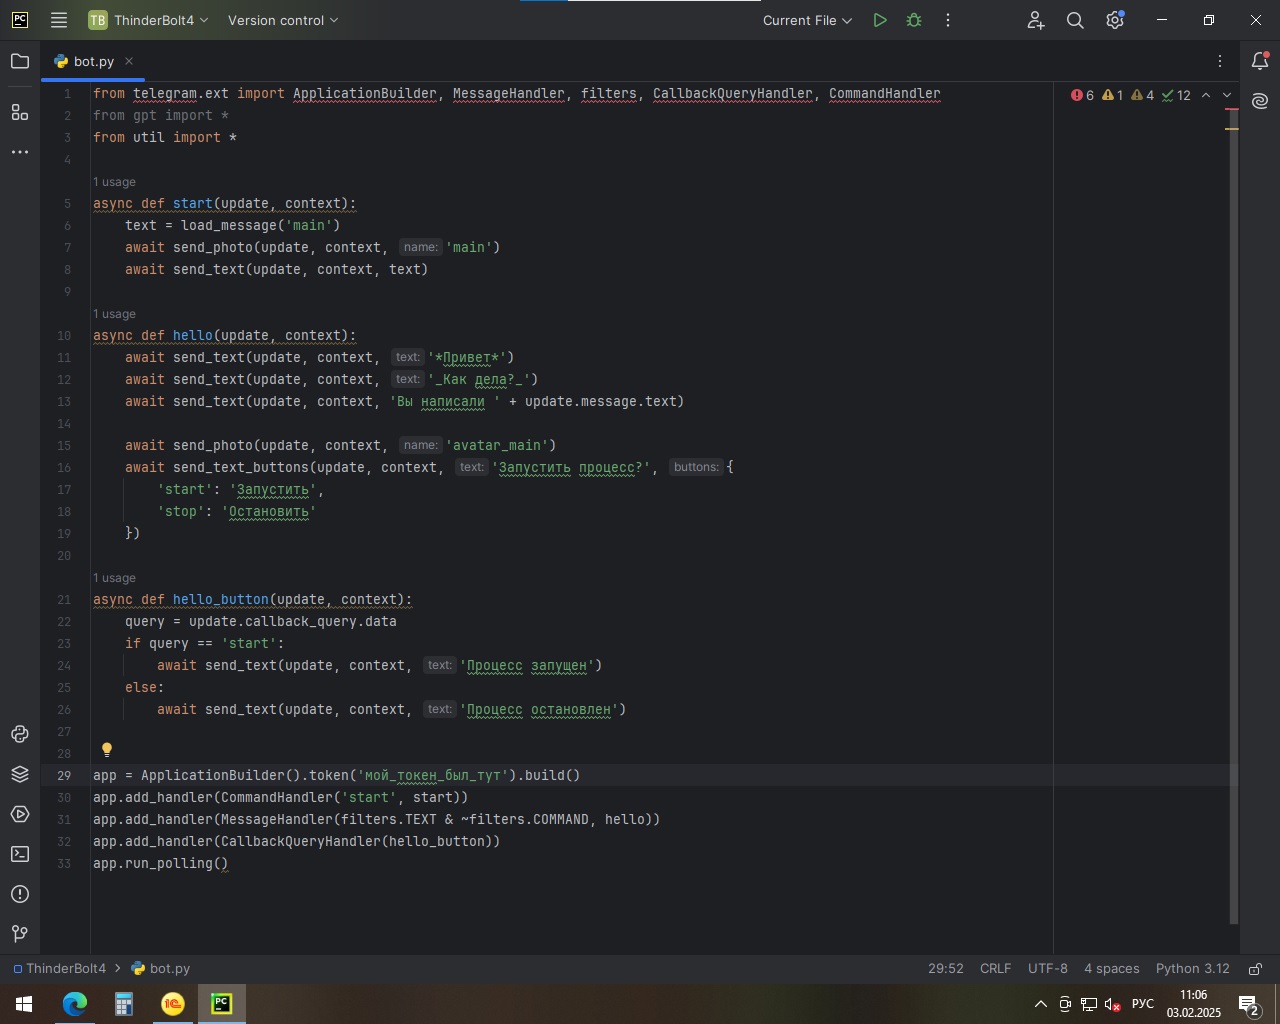 PC TB ThinderBolt4 Version control Current File
bot.py
1 from telegram.ext import ApplicationBuilder, MessageHandler, filters, CallbackQueryHandler, CommandHandler 6 1 4 12
2 from gpt import *
3 from util import *
4
1 usage
5 async def start(update, context):
6 text = load_message('main')
7 await send_photo(update, context, name: 'main')
8 await send_text(update, context, text)
9
1 usage
10 async def hello(update, context):
11 await send_text(update, context, text: '*Привет*')
12 await send_text(update, context, text: '_Как дела?_')
13 await send_text(update, context, 'Вы написали ' + update.message.text)
14
15 await send_photo(update, context, name: 'avatar_main')
16 await send_text_buttons(update, context, text: 'Запустить процесс?', buttons: {
17 'start': 'Запустить',
18 'stop': 'Остановить'
19 })
20
1 usage
21 async def hello_button(update, context):
22 query = update.callback_query.data
23 if query == 'start':
24 await send_text(update, context, text: 'Процесс запущен')
25 else:
26 await send_text(update, context, text: 'Процесс остановлен')
27
28
29 app = ApplicationBuilder().token('мой_токен_был_тут').build()
30 app.add_handler(CommandHandler('start', start))
31 app.add_handler(MessageHandler(filters.TEXT & ~filters.COMMAND, hello))
32 app.add_handler(CallbackQueryHandler(hello_button))
33 app.run_polling()
ThinderBolt4 bot.py 29:52 CRLF UTF-8 4 spaces Python 3.12
1С PC РУС 11:06 2
03.02.2025